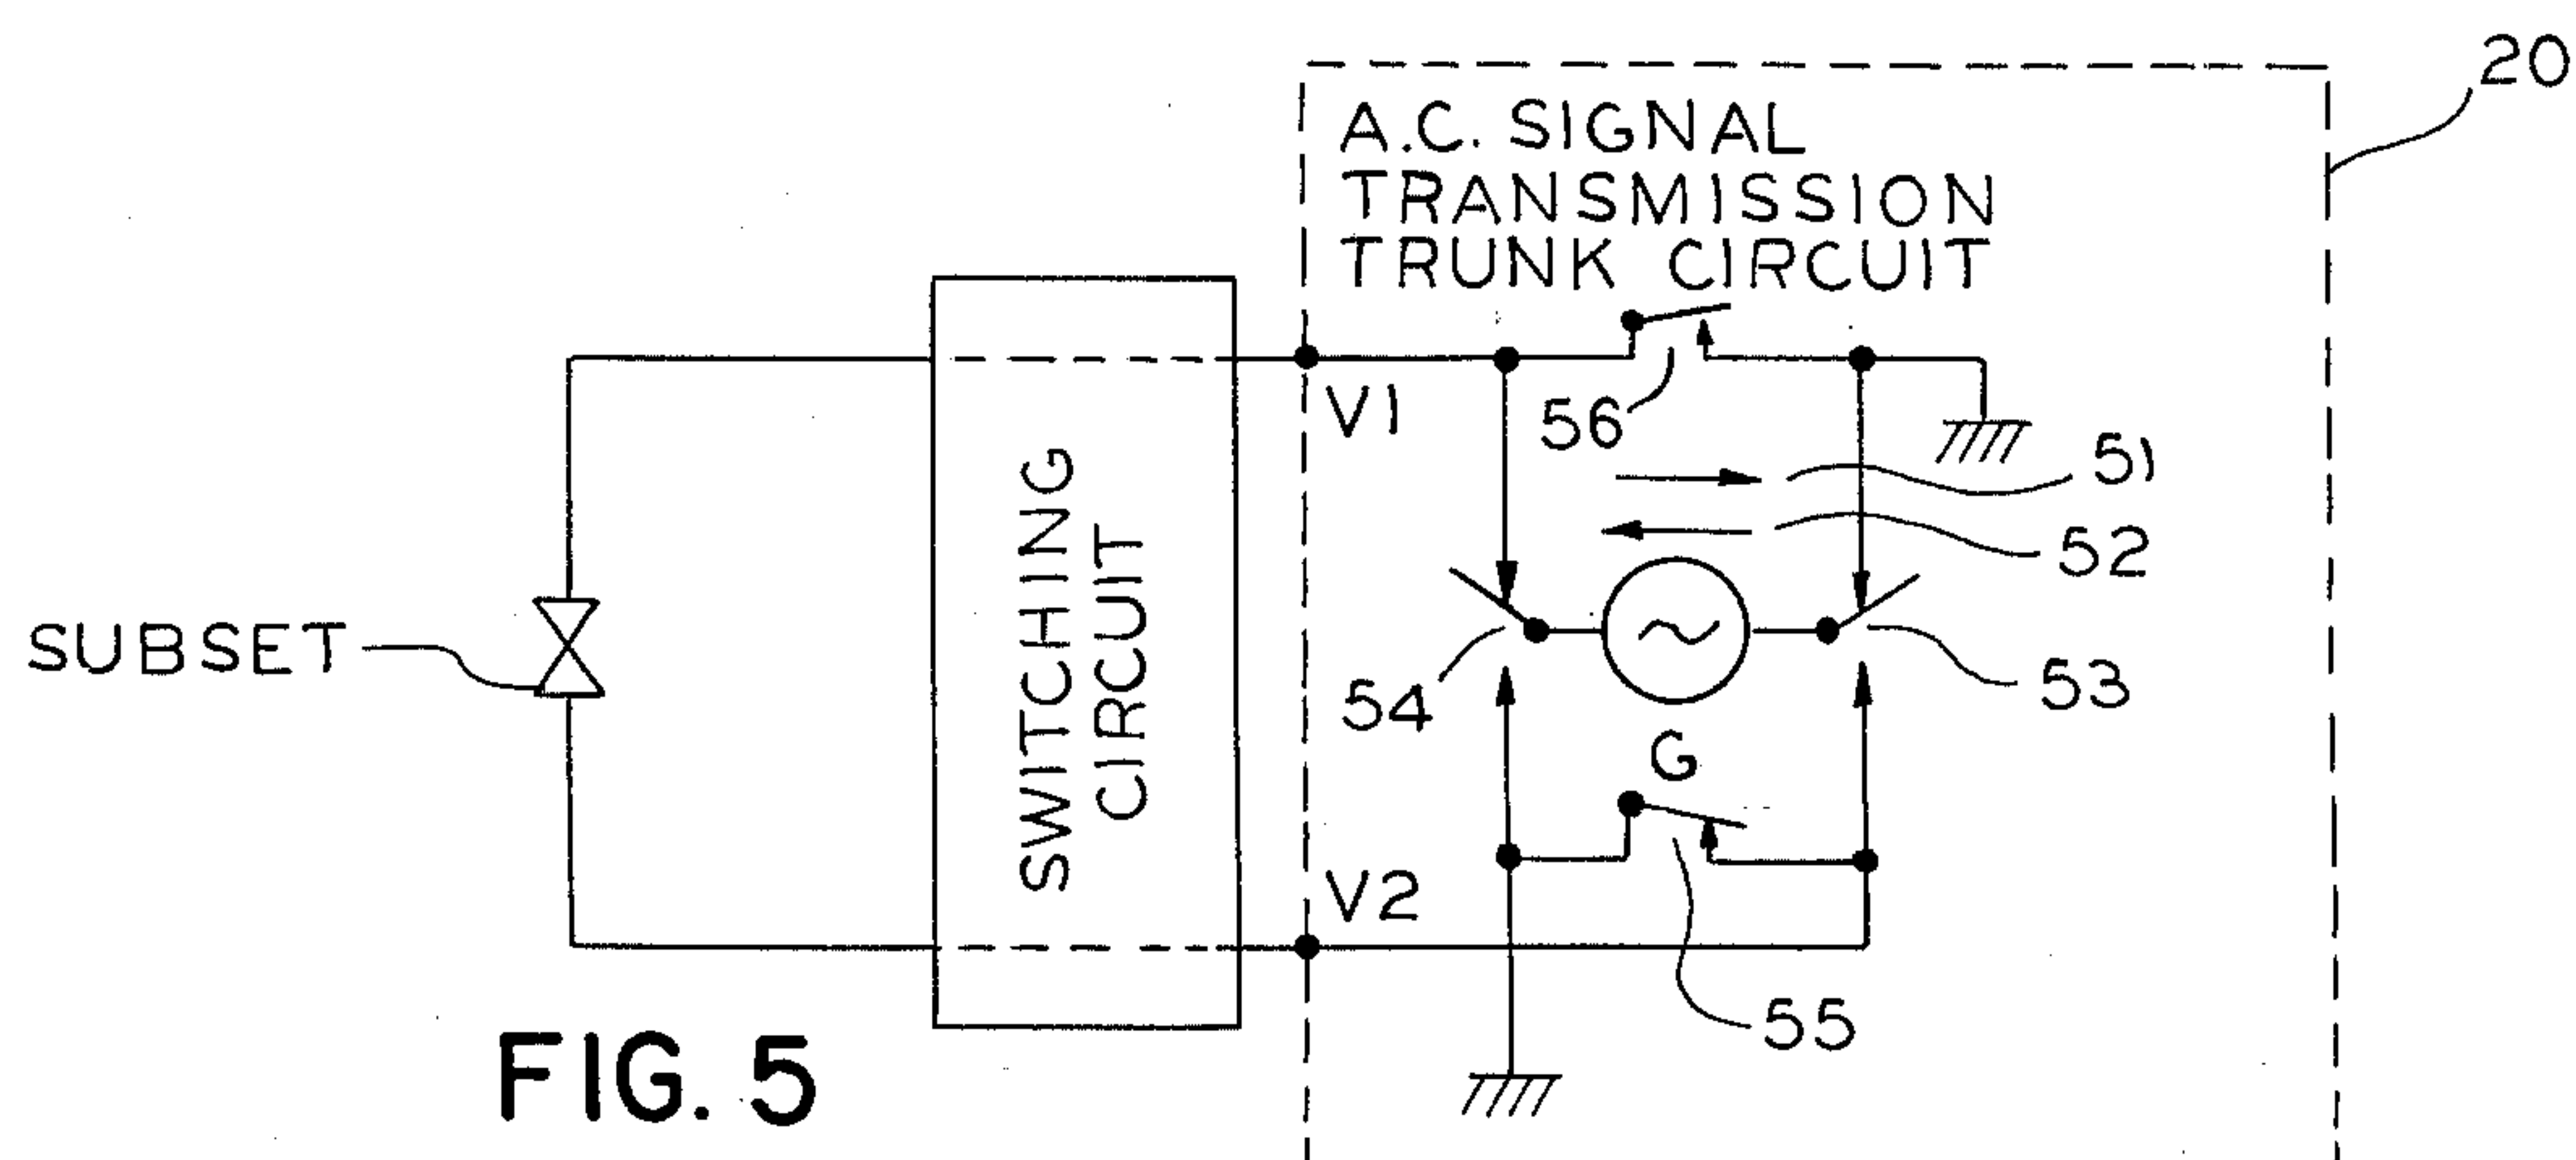 20
A.C. SIGNAL
TRANSMISSION
TRUNK CIRCUIT
V1
56
51
52
SUBSET
SWITCHING
CIRCUIT
54
53
G
V2
55
FIG. 5